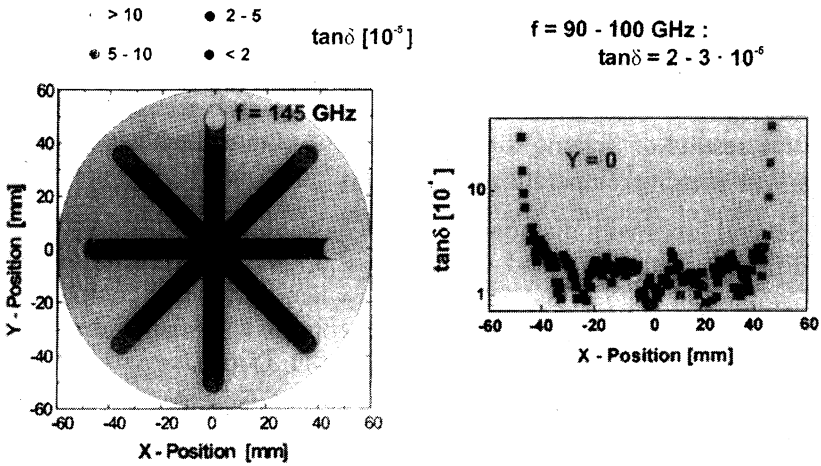 > 10 2 - 5
5 - 10 < 2
tanδ [10⁻⁵]
f = 90 - 100 GHz :
tanδ = 2 - 3 · 10⁻⁵
f = 145 GHz
Y - Position [mm]
60
40
20
0
-20
-40
-60
-60 -40 -20 0 20 40 60
X - Position [mm]
Y = 0
tanδ
10
1
-60 -40 -20 0 20 40 60
X - Position [mm]